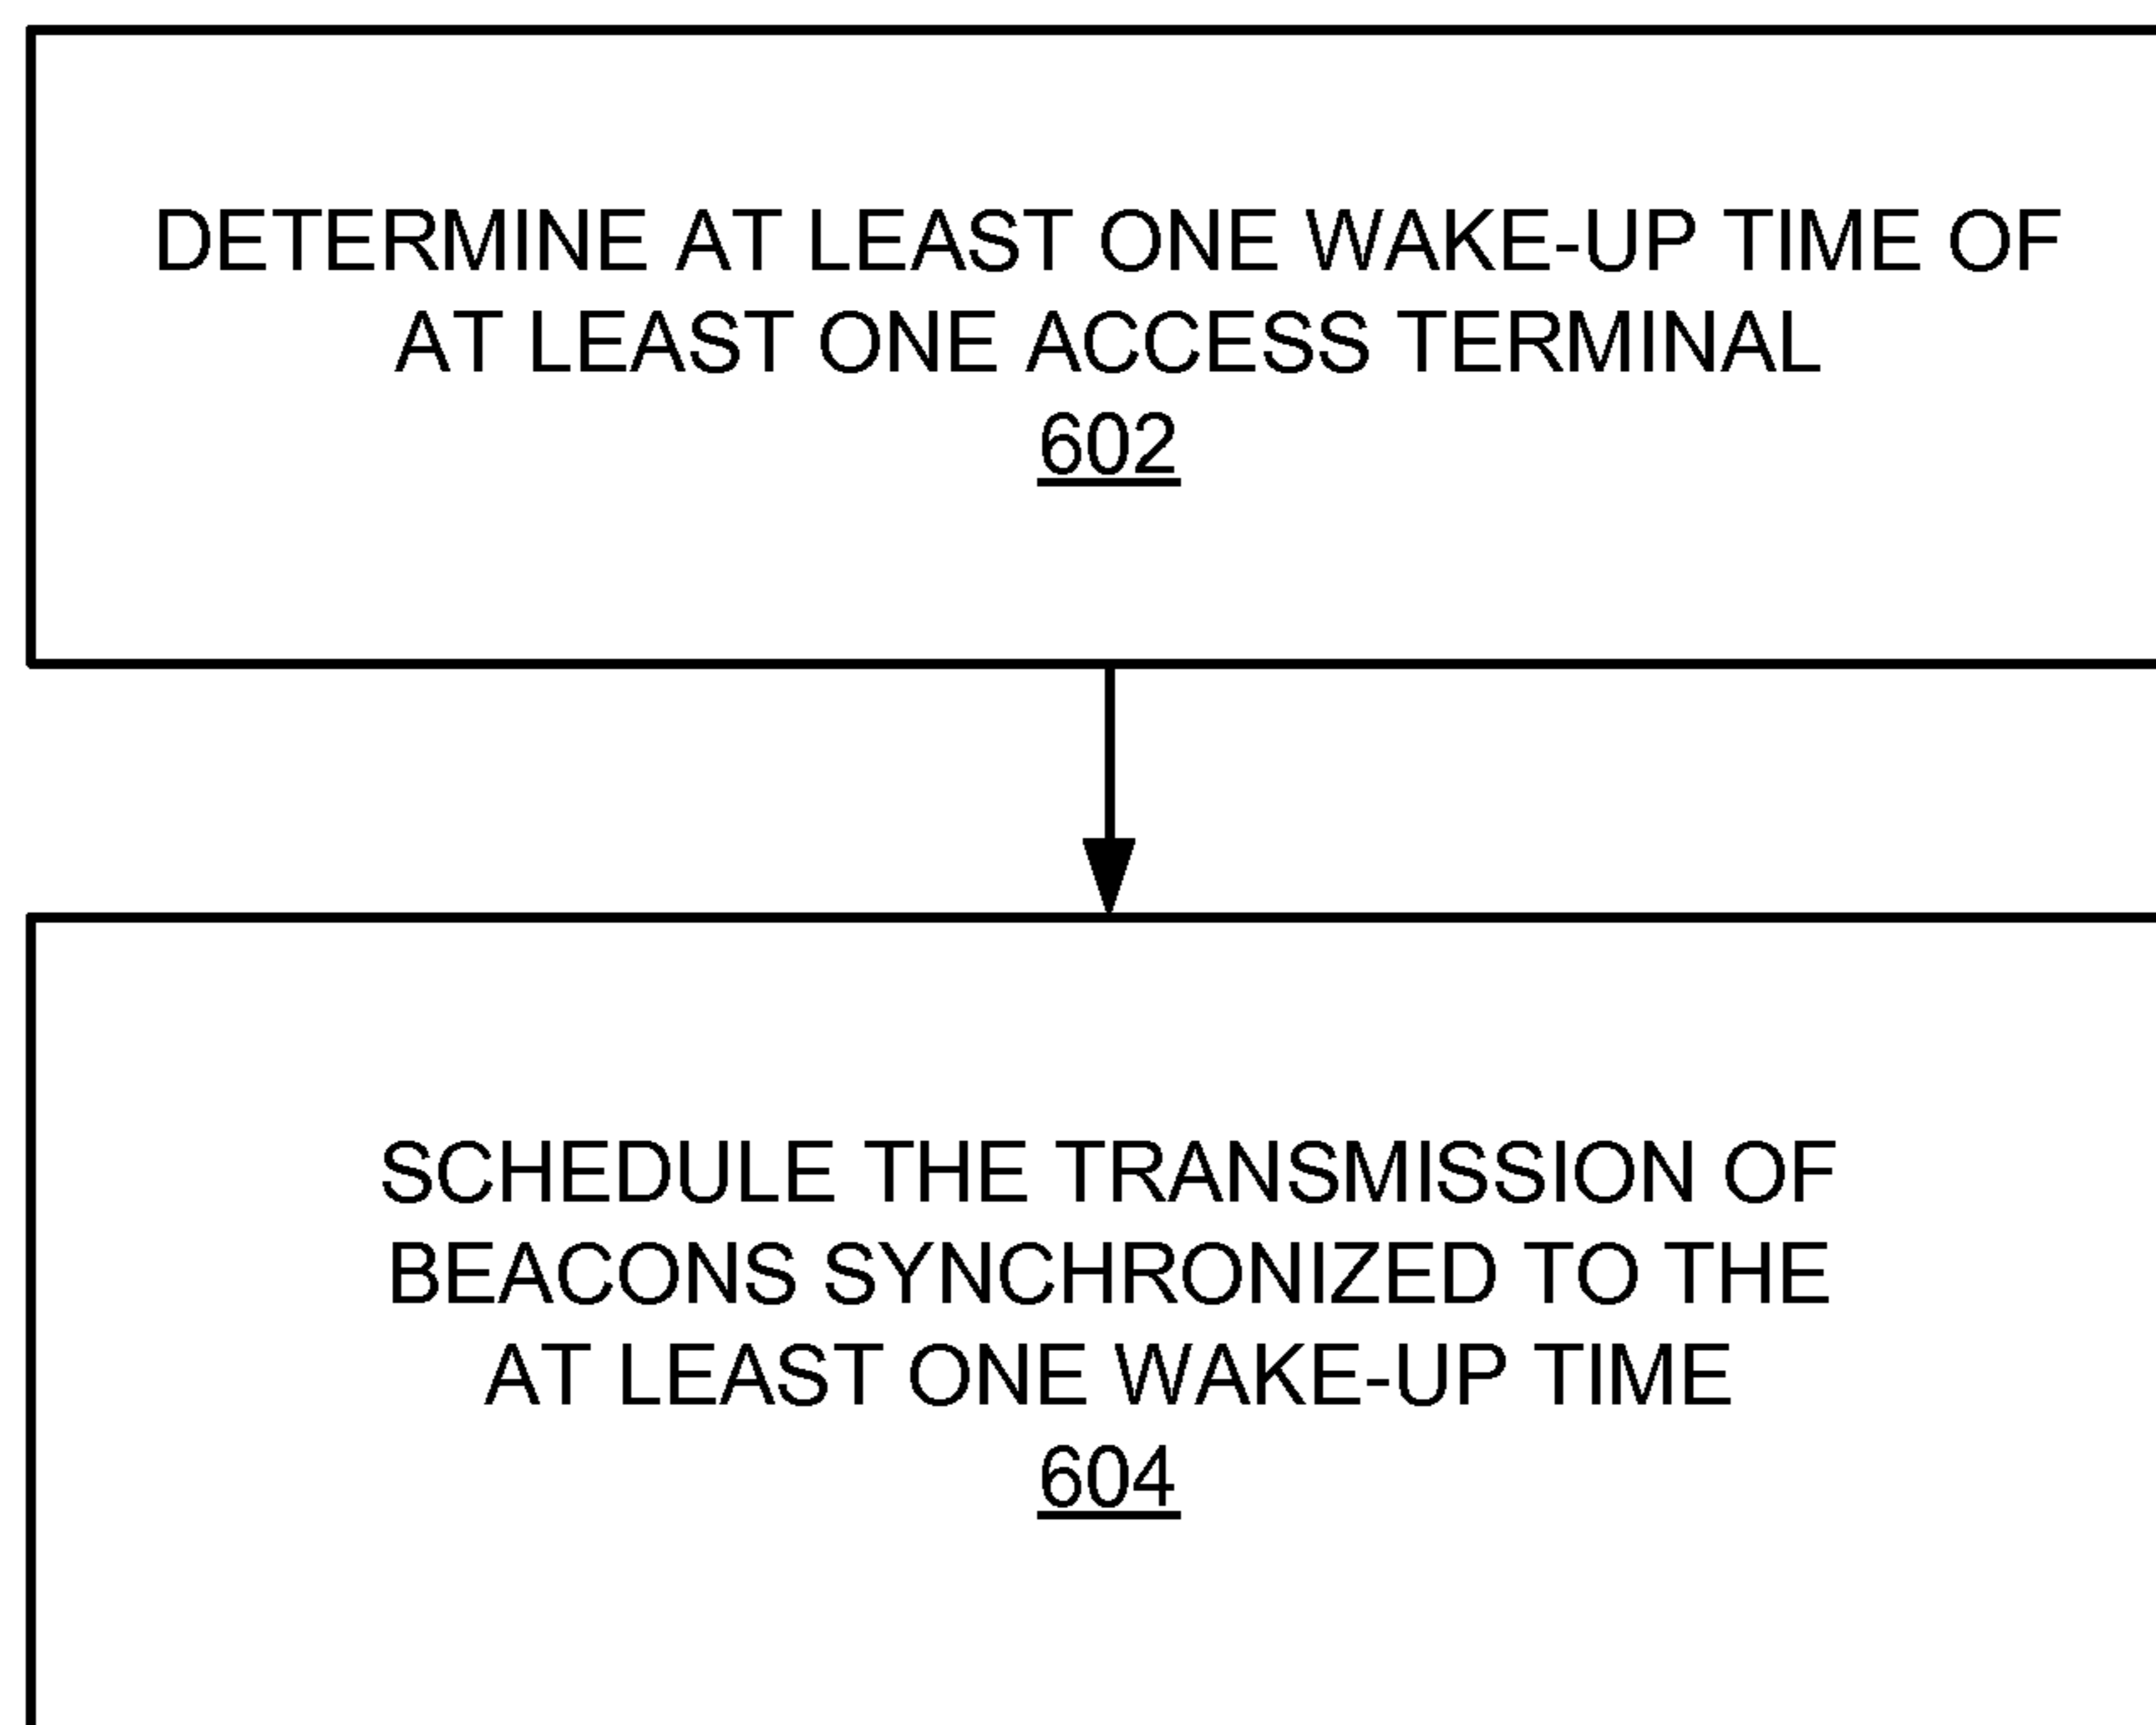 DETERMINE AT LEAST ONE WAKE-UP TIME OF
AT LEAST ONE ACCESS TERMINAL
602
SCHEDULE THE TRANSMISSION OF
BEACONS SYNCHRONIZED TO THE
AT LEAST ONE WAKE-UP TIME
604